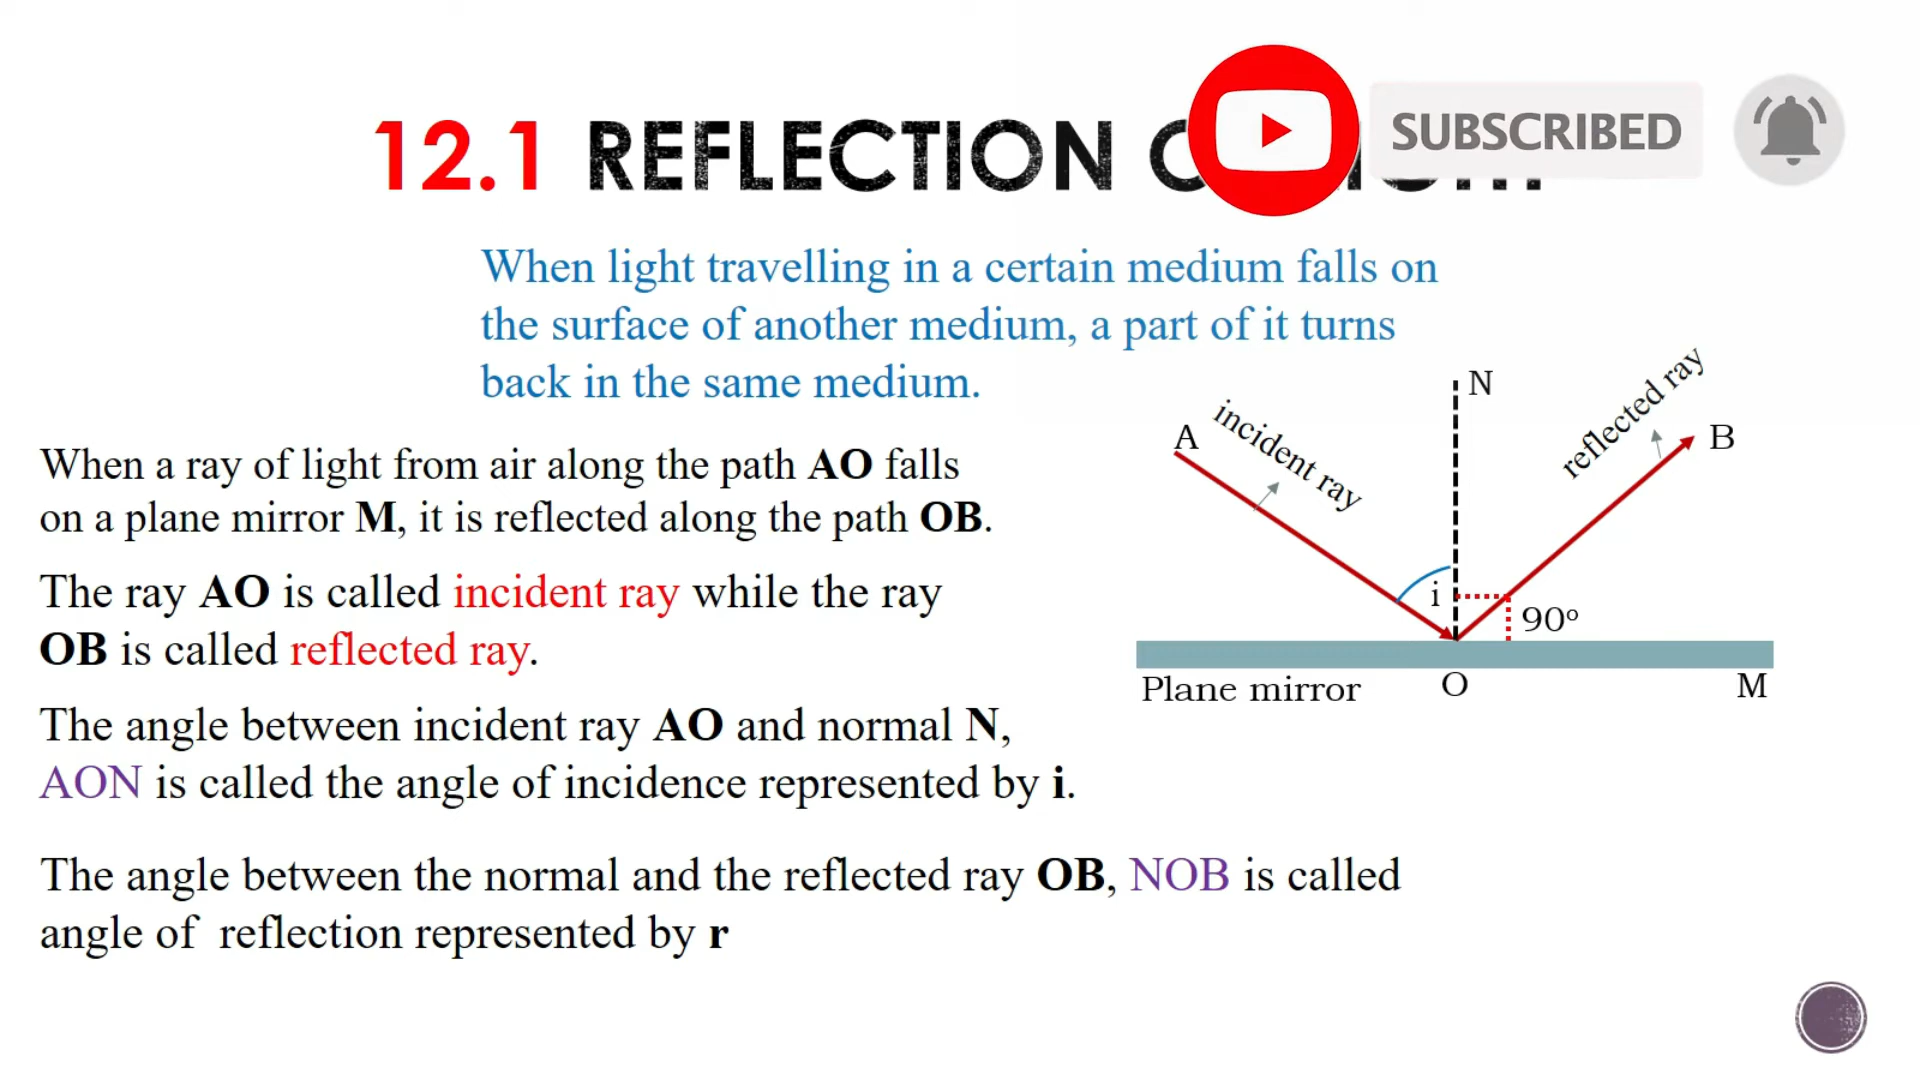 12.1 REFLECTION
SUBSCRIBED
When light travelling in a certain medium falls on
the surface of another medium, a part of it turns
back in the same medium.
When a ray of light from air along the path AO falls
on a plane mirror M, it is reflected along the path OB.
The ray AO is called incident ray while the ray
OB is called reflected ray.
The angle between incident ray AO and normal N,
AON is called the angle of incidence represented by i.
The angle between the normal and the reflected ray OB, NOB is called
angle of reflection represented by r
N
A
incident ray
reflected ray
B
i
90º
Plane mirror
O
M